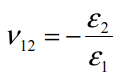 ν₁₂ = − ε₂ / ε₁